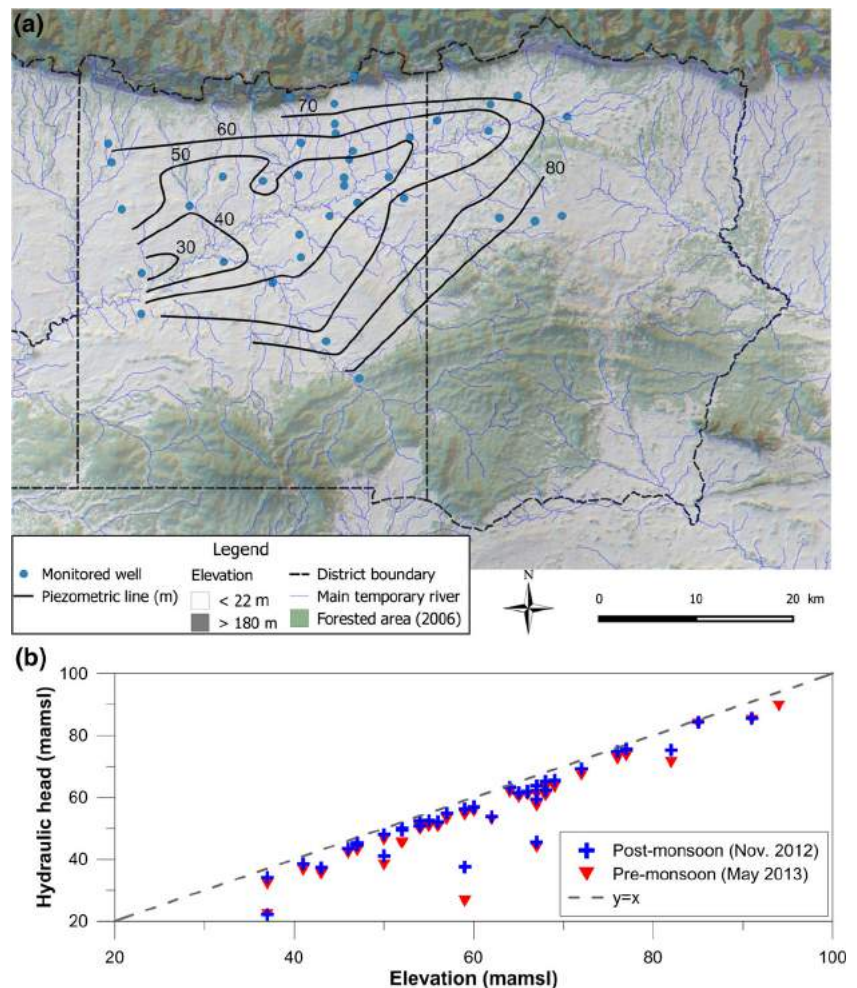 (a)
70
60
50
80
40
30
Legend
Monitored well
Elevation
District boundary
Piezometric line (m)
< 22 m
Main temporary river
> 180 m
Forested area (2006)
N
0 10 20 km
(b)
100
80
60
40
20
Hydraulic head (mamsl)
Post-monsoon (Nov. 2012)
Pre-monsoon (May 2013)
y=x
20 40 60 80 100
Elevation (mamsl)